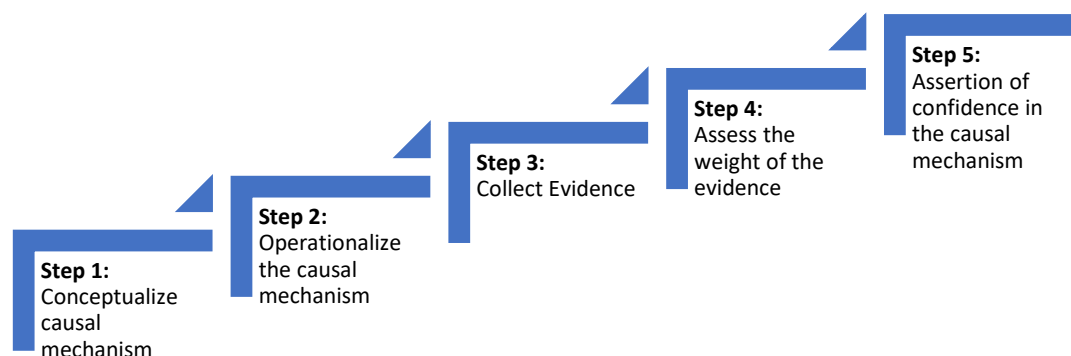 Step 1:
Conceptualize
causal
mechanism
Step 2:
Operationalize
the causal
mechanism
Step 3:
Collect Evidence
Step 4:
Assess the
weight of the
evidence
Step 5:
Assertion of
confidence in
the causal
mechanism